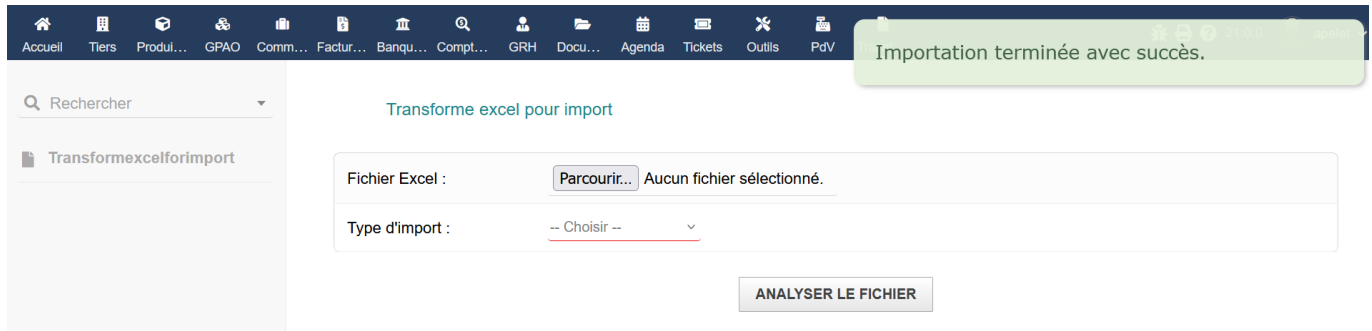 Accueil Tiers Produi... GPAO Comm... Factur... Banqu... Compt... GRH Docu... Agenda Tickets Outils PdV
Importation terminée avec succès.
Rechercher
Transforme excel pour import
Transformexcelforimport
Fichier Excel : Parcourir... Aucun fichier sélectionné.
Type d'import : -- Choisir --
ANALYSER LE FICHIER